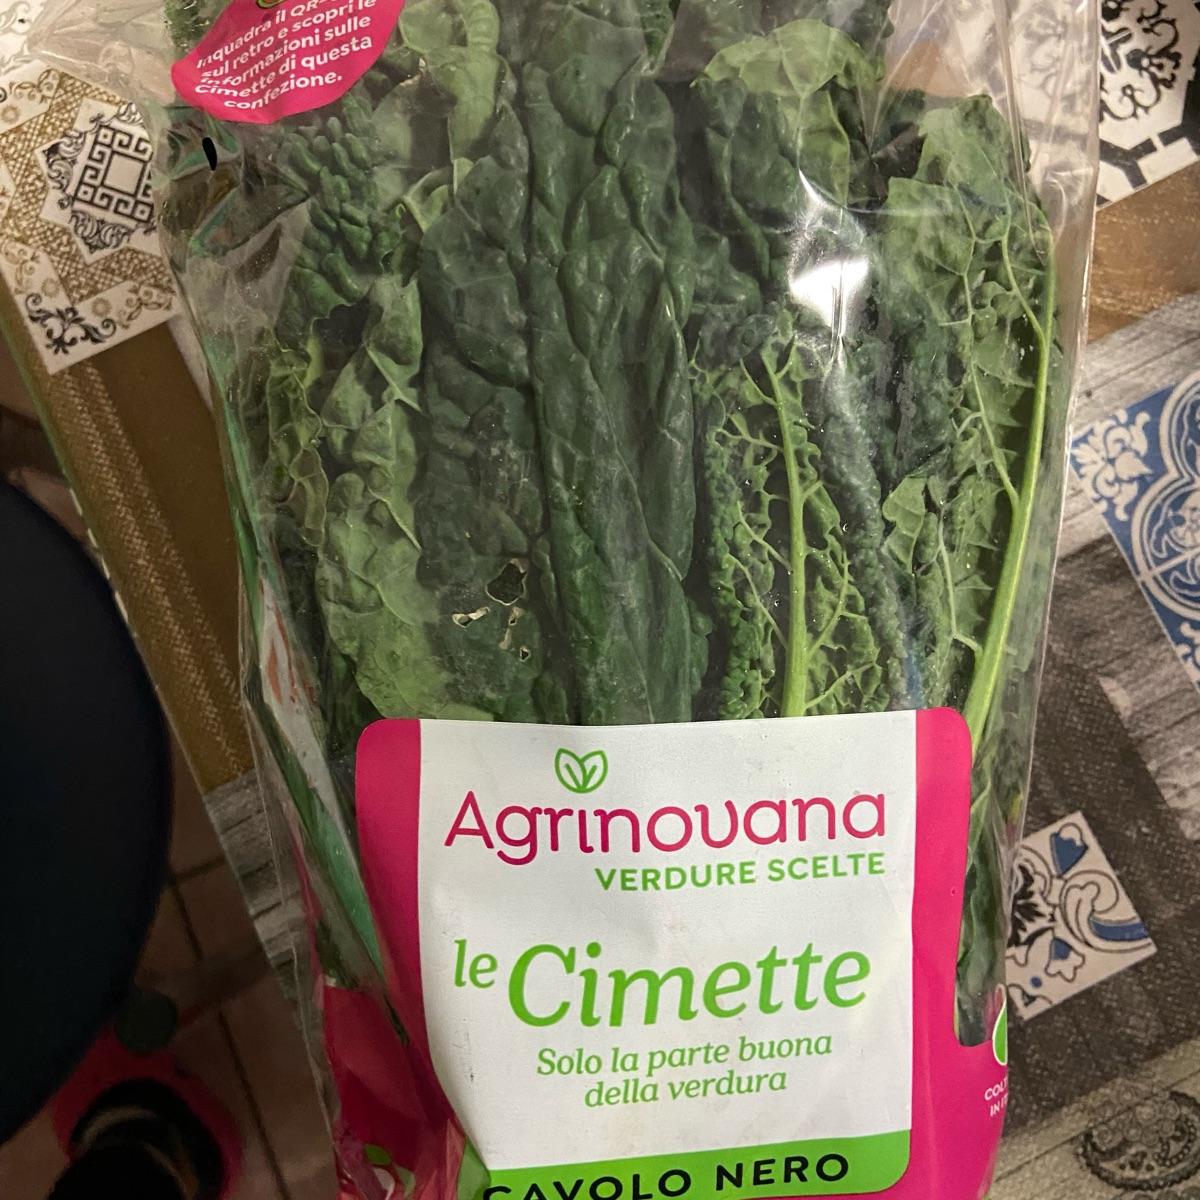 Inquadra il QR
sul retro e scopri le
informazioni sulle
Cimette di questa
confezione.
Agrinovana
VERDURE SCELTE
le Cimette
Solo la parte buona
della verdura
CAVOLO NERO